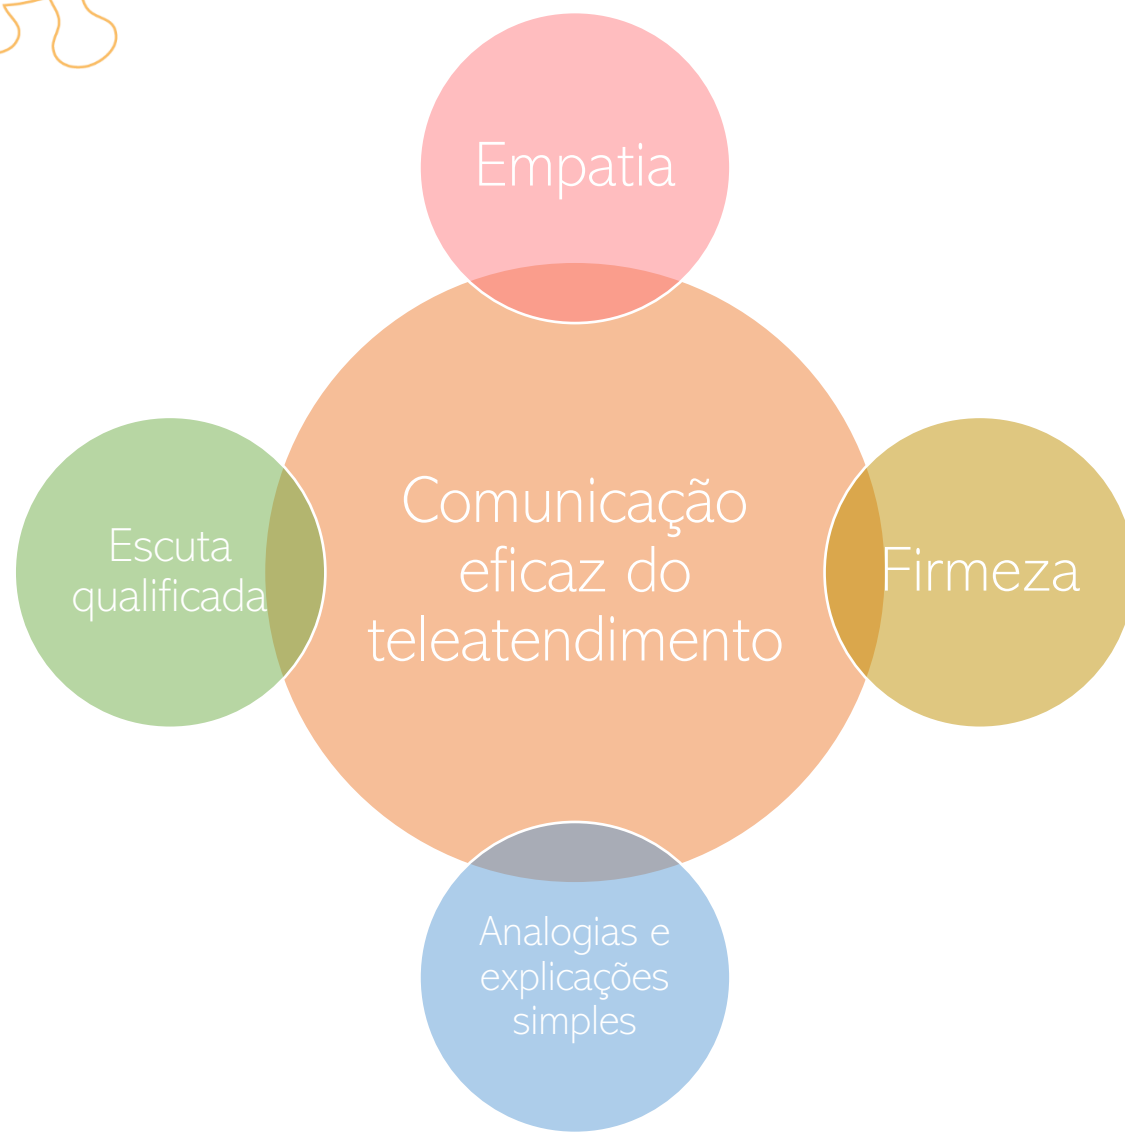 Empatia
Comunicação
eficaz do
teleatendimento
Escuta
qualificada
Firmeza
Analogias e
explicações
simples